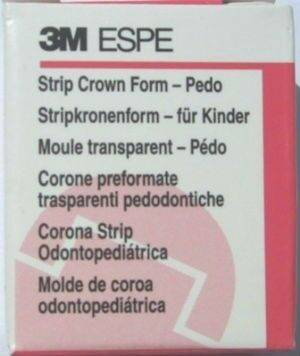 3M ESPE
Strip Crown Form – Pedo
Stripkronenform – für Kinder
Moule transparent – Pédo
Corone preformate
trasparenti pedodontiche
Corona Strip
Odontopediátrica
Molde de coroa
odontopediátrica